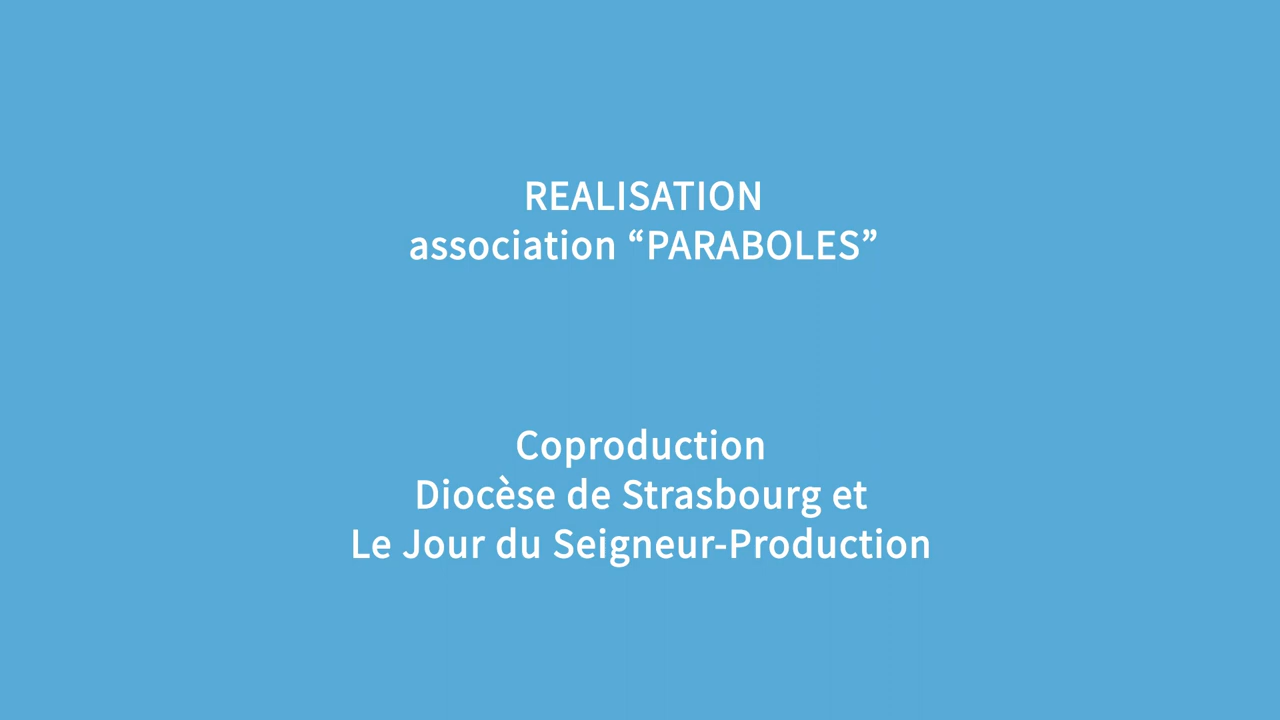 REALISATION
association “PARABOLES”
Coproduction
Diocèse de Strasbourg et
Le Jour du Seigneur-Production